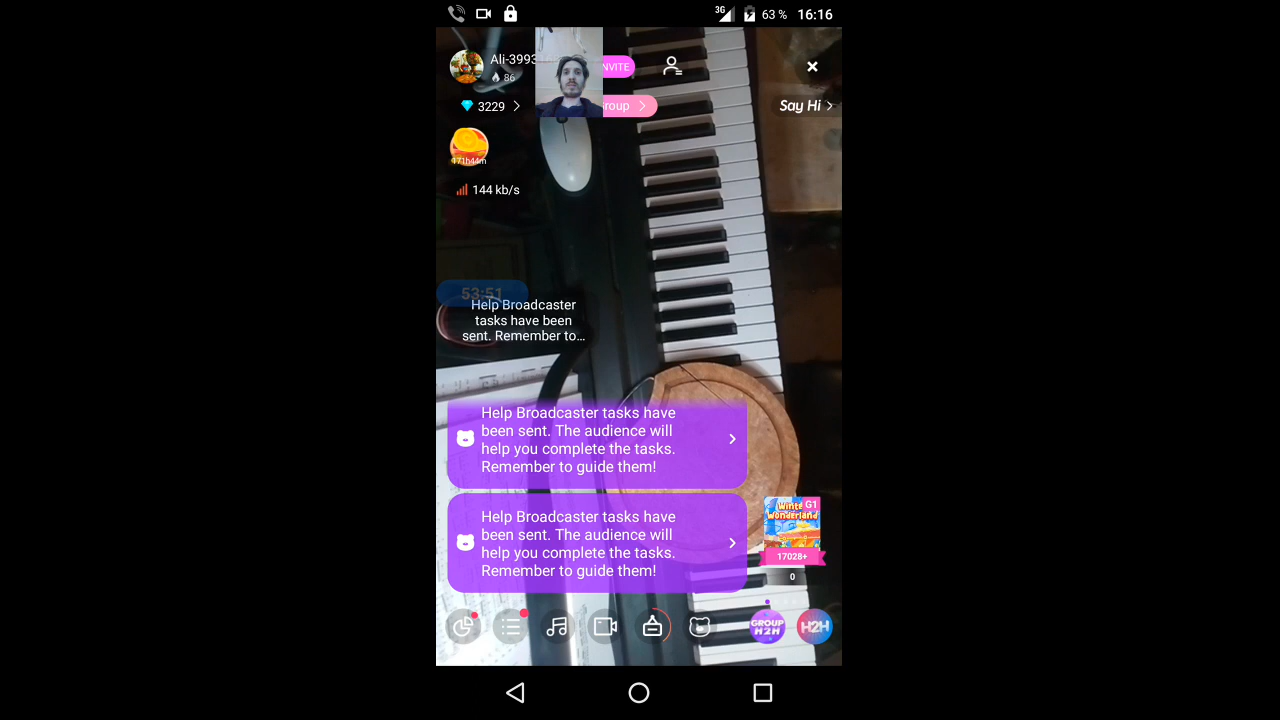 3G 63 % 16:16
Ali-3993
86
NVITE
3229
roup
Say Hi
171h44m
144 kb/s
53:51
Help Broadcaster
tasks have been
sent. Remember to...
Help Broadcaster tasks have
been sent. The audience will
help you complete the tasks.
Remember to guide them!
Help Broadcaster tasks have
been sent. The audience will
help you complete the tasks.
Remember to guide them!
Winte G1
Wonderland
17028+
0
GROUP
H2H
H2H